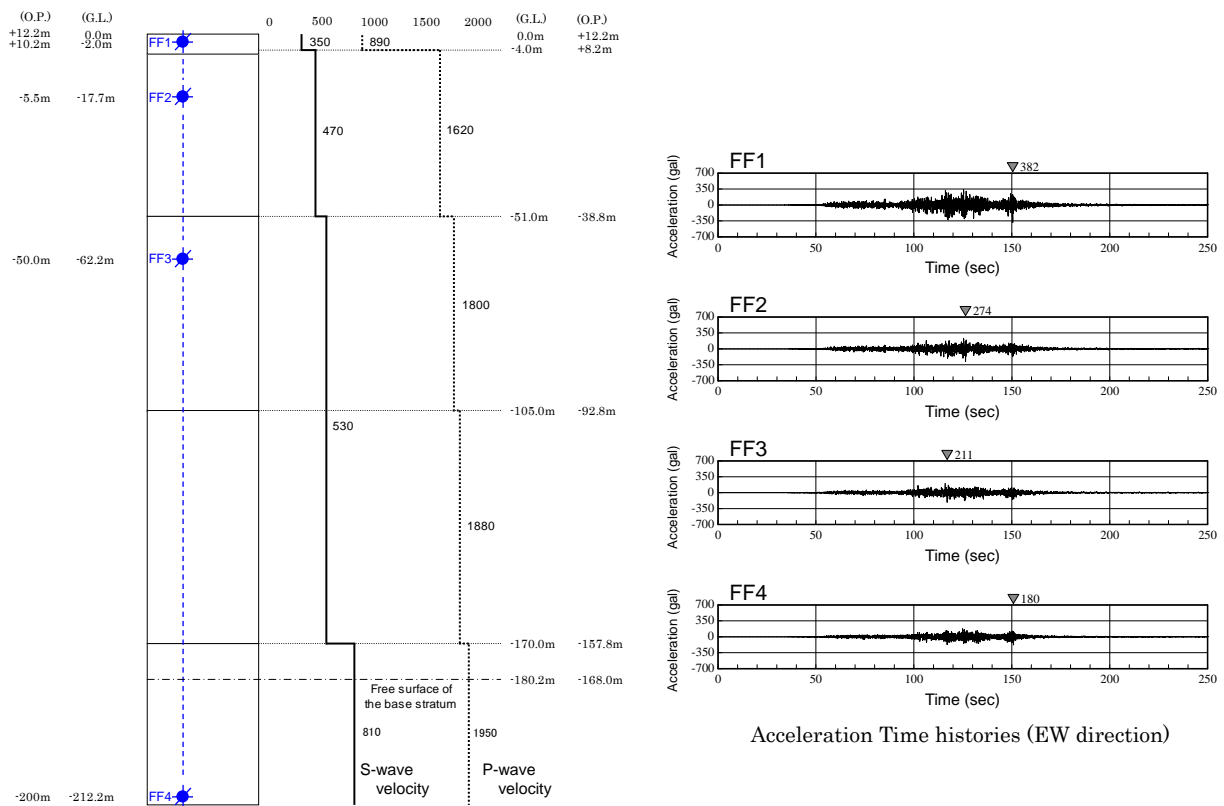 (O.P.) (G.L.) 0 500 1000 1500 2000 (G.L.) (O.P.)
+12.2m 0.0m 0.0m +12.2m
+10.2m -2.0m FF1 350 890 -4.0m +8.2m
-5.5m -17.7m FF2
470 1620
-51.0m -38.8m
-50.0m -62.2m FF3
1800
-105.0m -92.8m
530
1880
-170.0m -157.8m
-180.2m -168.0m
Free surface of
the base stratum
810 1950
S-wave
velocity
P-wave
velocity
-200m -212.2m FF4
FF1
382
Acceleration (gal)
700
350
0
-350
-700
0 50 100 150 200 250
Time (sec)
FF2
274
Acceleration (gal)
700
350
0
-350
-700
0 50 100 150 200 250
Time (sec)
FF3
211
Acceleration (gal)
700
350
0
-350
-700
0 50 100 150 200 250
Time (sec)
FF4
180
Acceleration (gal)
700
350
0
-350
-700
0 50 100 150 200 250
Time (sec)
Acceleration Time histories (EW direction)